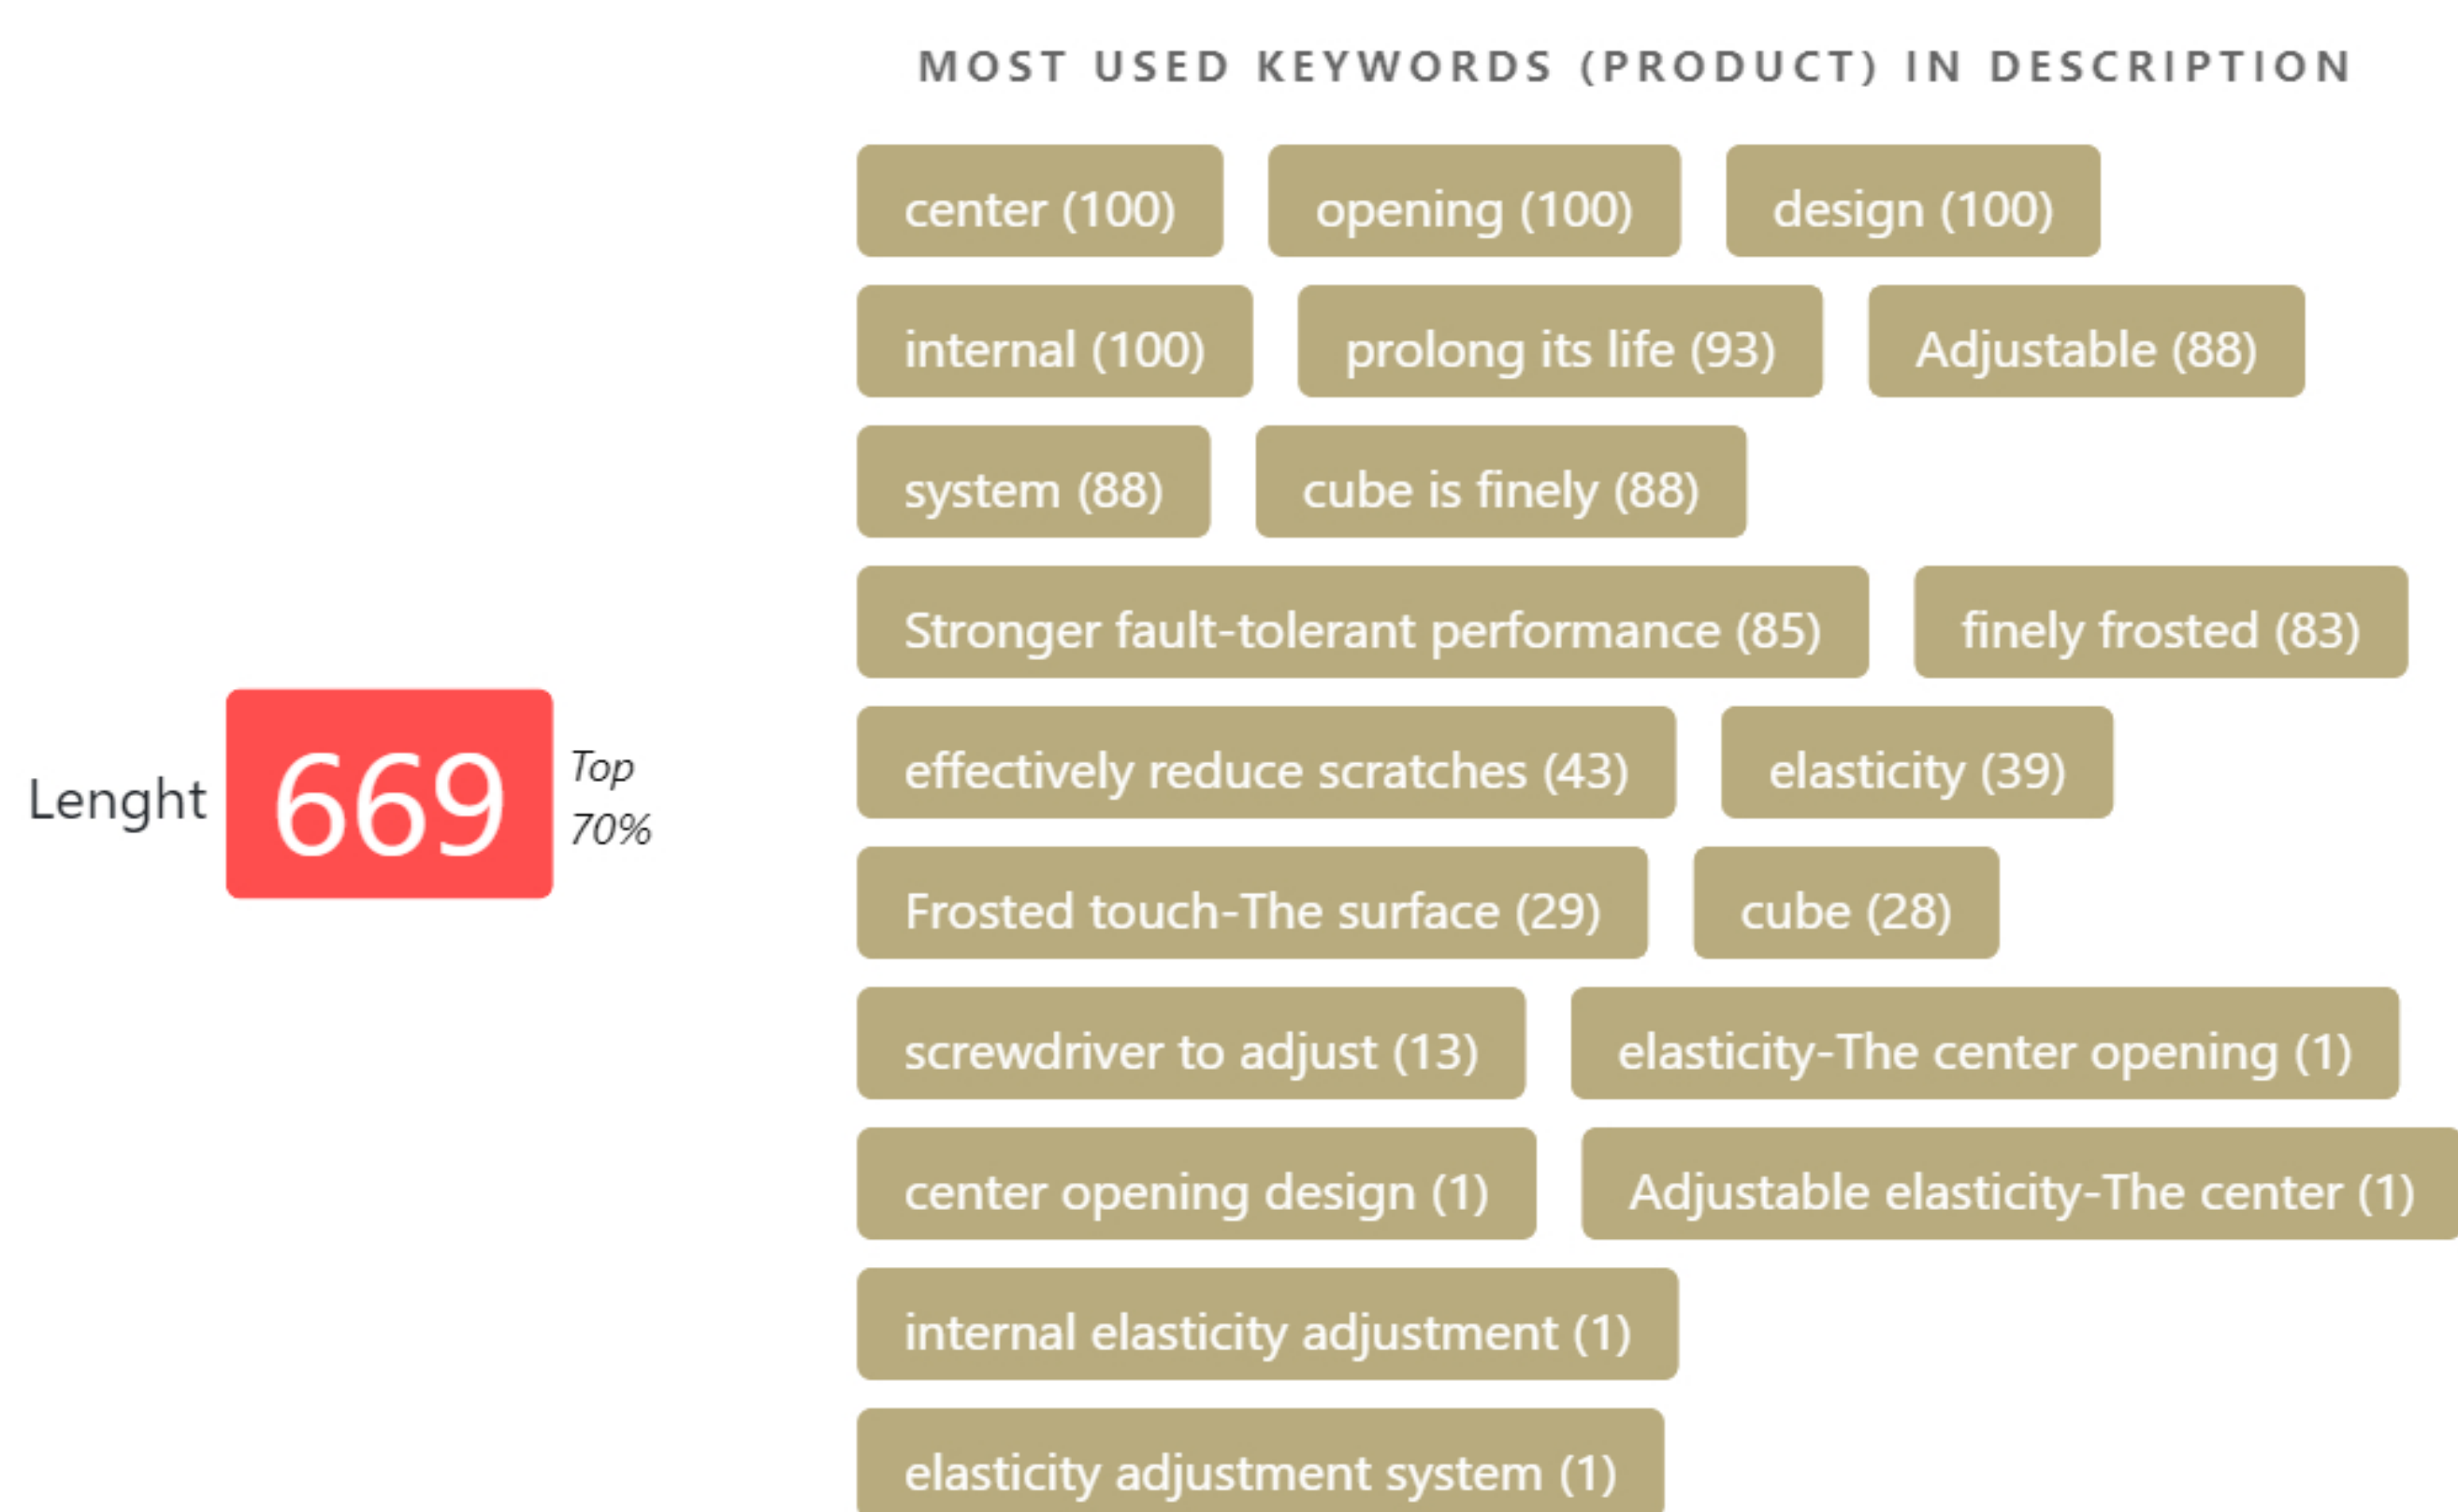 MOST USED KEYWORDS (PRODUCT) IN DESCRIPTION
center (100) opening (100) design (100)
internal (100) prolong its life (93) Adjustable (88)
system (88) cube is finely (88)
Stronger fault-tolerant performance (85) finely frosted (83)
Lenght 669 Top 70%
effectively reduce scratches (43) elasticity (39)
Frosted touch-The surface (29) cube (28)
screwdriver to adjust (13) elasticity-The center opening (1)
center opening design (1) Adjustable elasticity-The center (1)
internal elasticity adjustment (1)
elasticity adjustment system (1)